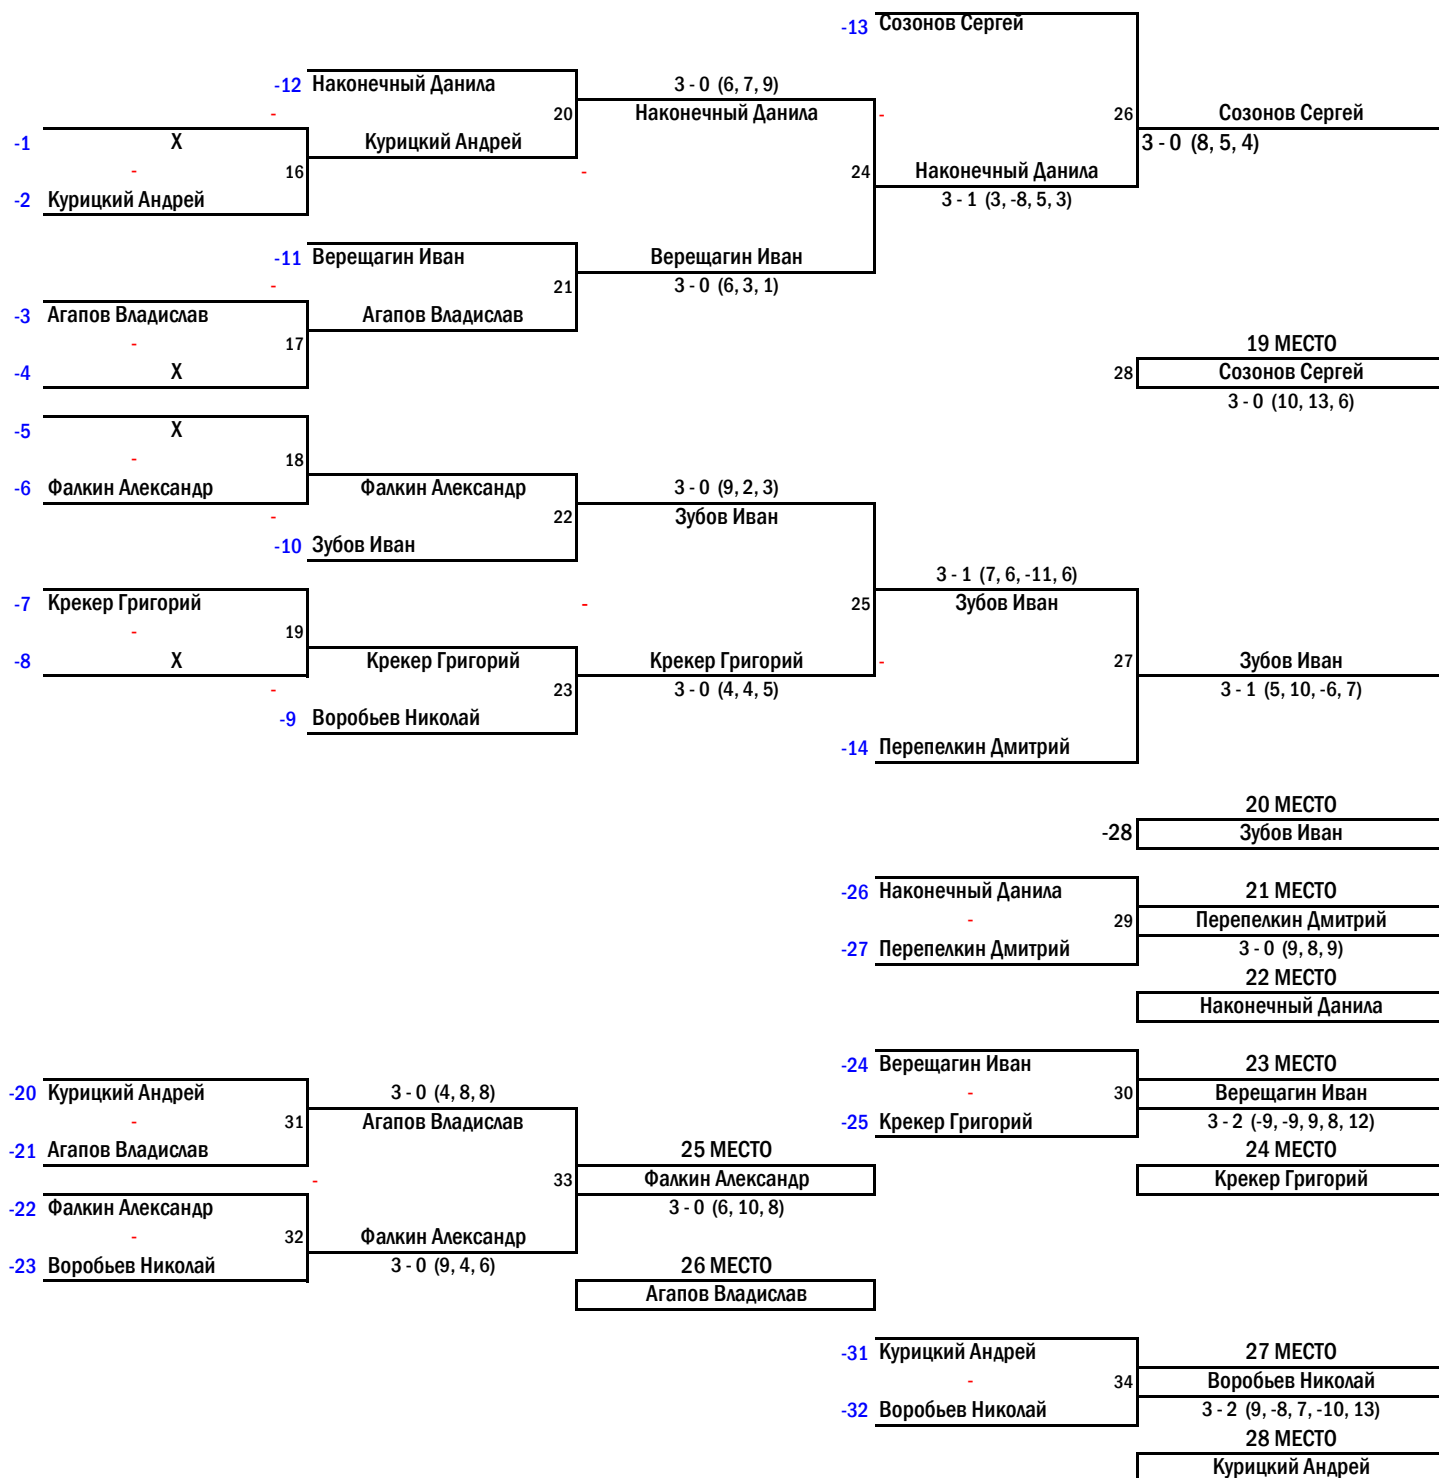 -13 Созонов Сергей
-12 Наконечный Данила 3 - 0 (6, 7, 9)
- 20 Наконечный Данила - 26 Созонов Сергей
-1 X Курицкий Андрей 3 - 0 (8, 5, 4)
- 16 - 24 Наконечный Данила
-2 Курицкий Андрей 3 - 1 (3, -8, 5, 3)
-11 Верещагин Иван Верещагин Иван
- 21 3 - 0 (6, 3, 1)
-3 Агапов Владислав Агапов Владислав
- 17 19 МЕСТО
-4 X 28 Созонов Сергей
3 - 0 (10, 13, 6)
-5 X
- 18
-6 Фалкин Александр Фалкин Александр 3 - 0 (9, 2, 3)
- 22 Зубов Иван
-10 Зубов Иван
3 - 1 (7, 6, -11, 6)
-7 Крекер Григорий - 25 Зубов Иван
- 19
-8 X Крекер Григорий Крекер Григорий - 27 Зубов Иван
- 23 3 - 0 (4, 4, 5) 3 - 1 (5, 10, -6, 7)
-9 Воробьев Николай
-14 Перепелкин Дмитрий
20 МЕСТО
-28 Зубов Иван
-26 Наконечный Данила 21 МЕСТО
- 29 Перепелкин Дмитрий
-27 Перепелкин Дмитрий 3 - 0 (9, 8, 9)
22 МЕСТО
Наконечный Данила
-24 Верещагин Иван 23 МЕСТО
-20 Курицкий Андрей 3 - 0 (4, 8, 8) - 30 Верещагин Иван
- 31 Агапов Владислав -25 Крекер Григорий 3 - 2 (-9, -9, 9, 8, 12)
-21 Агапов Владислав 25 МЕСТО 24 МЕСТО
- 33 Фалкин Александр Крекер Григорий
-22 Фалкин Александр 3 - 0 (6, 10, 8)
- 32 Фалкин Александр
-23 Воробьев Николай 3 - 0 (9, 4, 6) 26 МЕСТО
Агапов Владислав
-31 Курицкий Андрей 27 МЕСТО
- 34 Воробьев Николай
-32 Воробьев Николай 3 - 2 (9, -8, 7, -10, 13)
28 МЕСТО
Курицкий Андрей